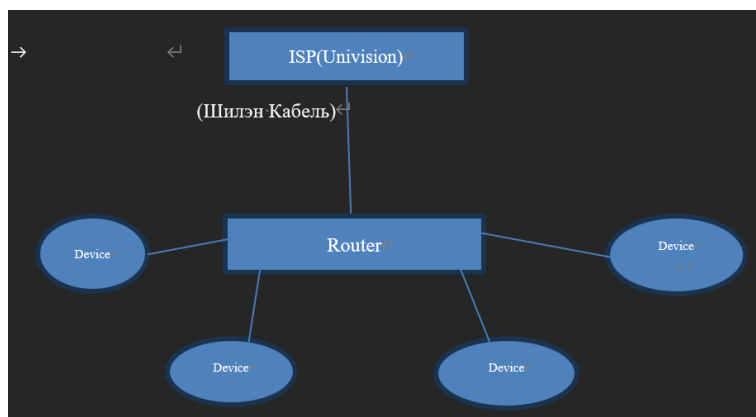 ISP(Univision)
(Шилэн Кабель)
Router
Device
Device
Device
Device